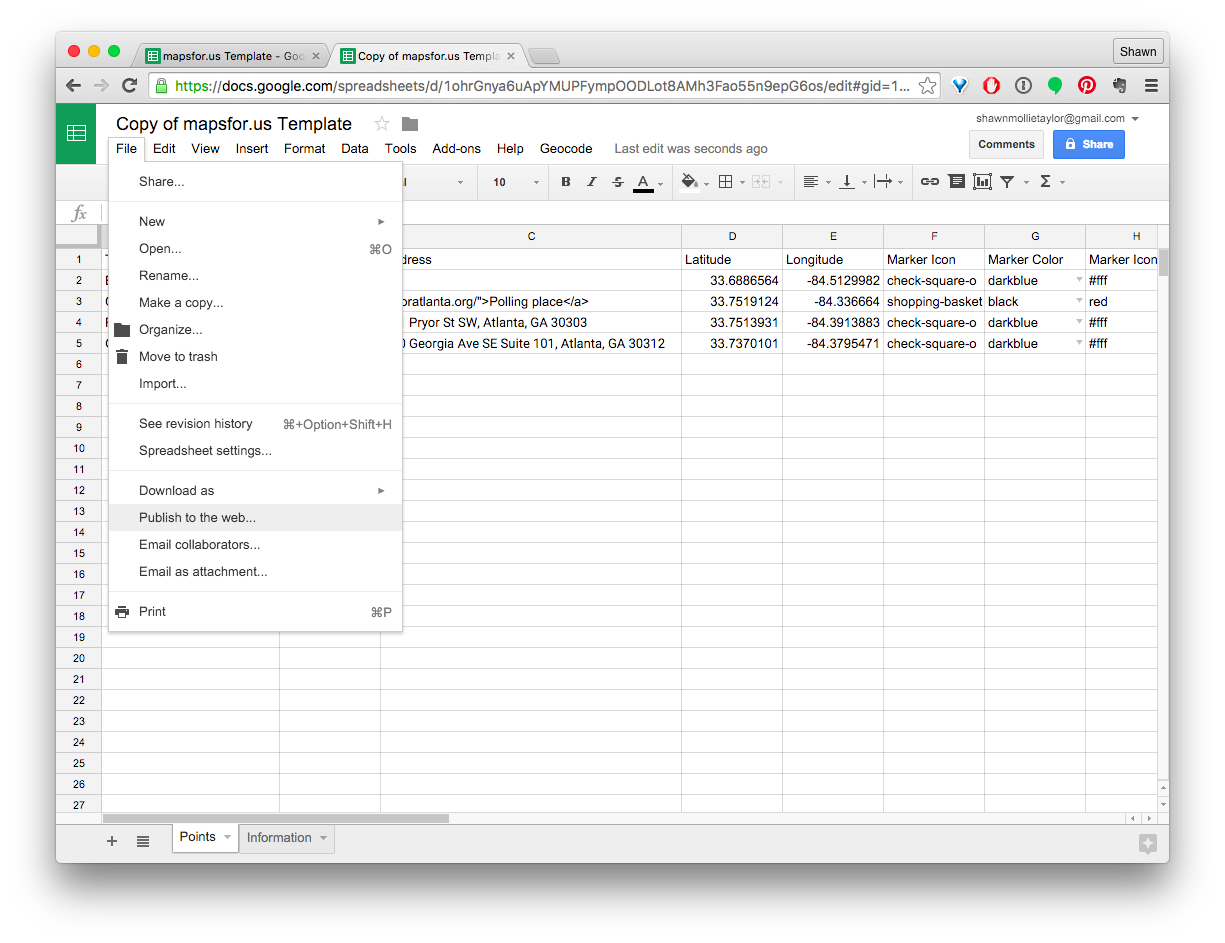 mapsfor.us Template - Goo
Copy of mapsfor.us Templa
Shawn
https://docs.google.com/spreadsheets/d/1ohrGnya6uApYMUPFympOODLot8AMh3Fao55n9epG6os/edit#gid=1...
Copy of mapsfor.us Template
shawnmollietaylor@gmail.com
File Edit View Insert Format Data Tools Add-ons Help Geocode Last edit was seconds ago
Comments Share
10 B I S A Σ
fx
Share...
New
Open... ⌘O
Rename...
Make a copy...
Organize...
Move to trash
Import...
See revision history ⌘+Option+Shift+H
Spreadsheet settings...
Download as
Publish to the web...
Email collaborators...
Email as attachment...
Print ⌘P
C D E F G H
1 dress Latitude Longitude Marker Icon Marker Color Marker Icon
2 33.6886564 -84.5129982 check-square-o darkblue #fff
3 oratlanta.org/">Polling place</a> 33.7519124 -84.336664 shopping-basket black red
4 Pryor St SW, Atlanta, GA 30303 33.7513931 -84.3913883 check-square-o darkblue #fff
5 0 Georgia Ave SE Suite 101, Atlanta, GA 30312 33.7370101 -84.3795471 check-square-o darkblue #fff
6
7
8
9
10
11
12
13
14
15
16
17
18
19
20
21
22
23
24
25
26
27
Points Information